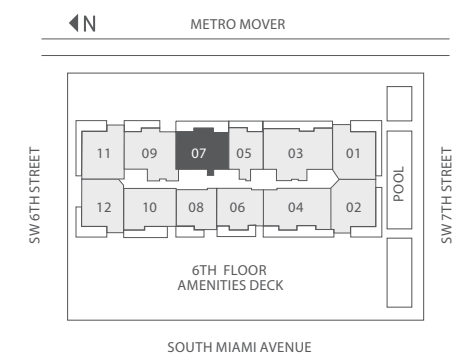 N
METRO MOVER
SW 6TH STREET
11 09 07 05 03 01
12 10 08 06 04 02
POOL
SW 7TH STREET
6TH FLOOR
AMENITIES DECK
SOUTH MIAMI AVENUE